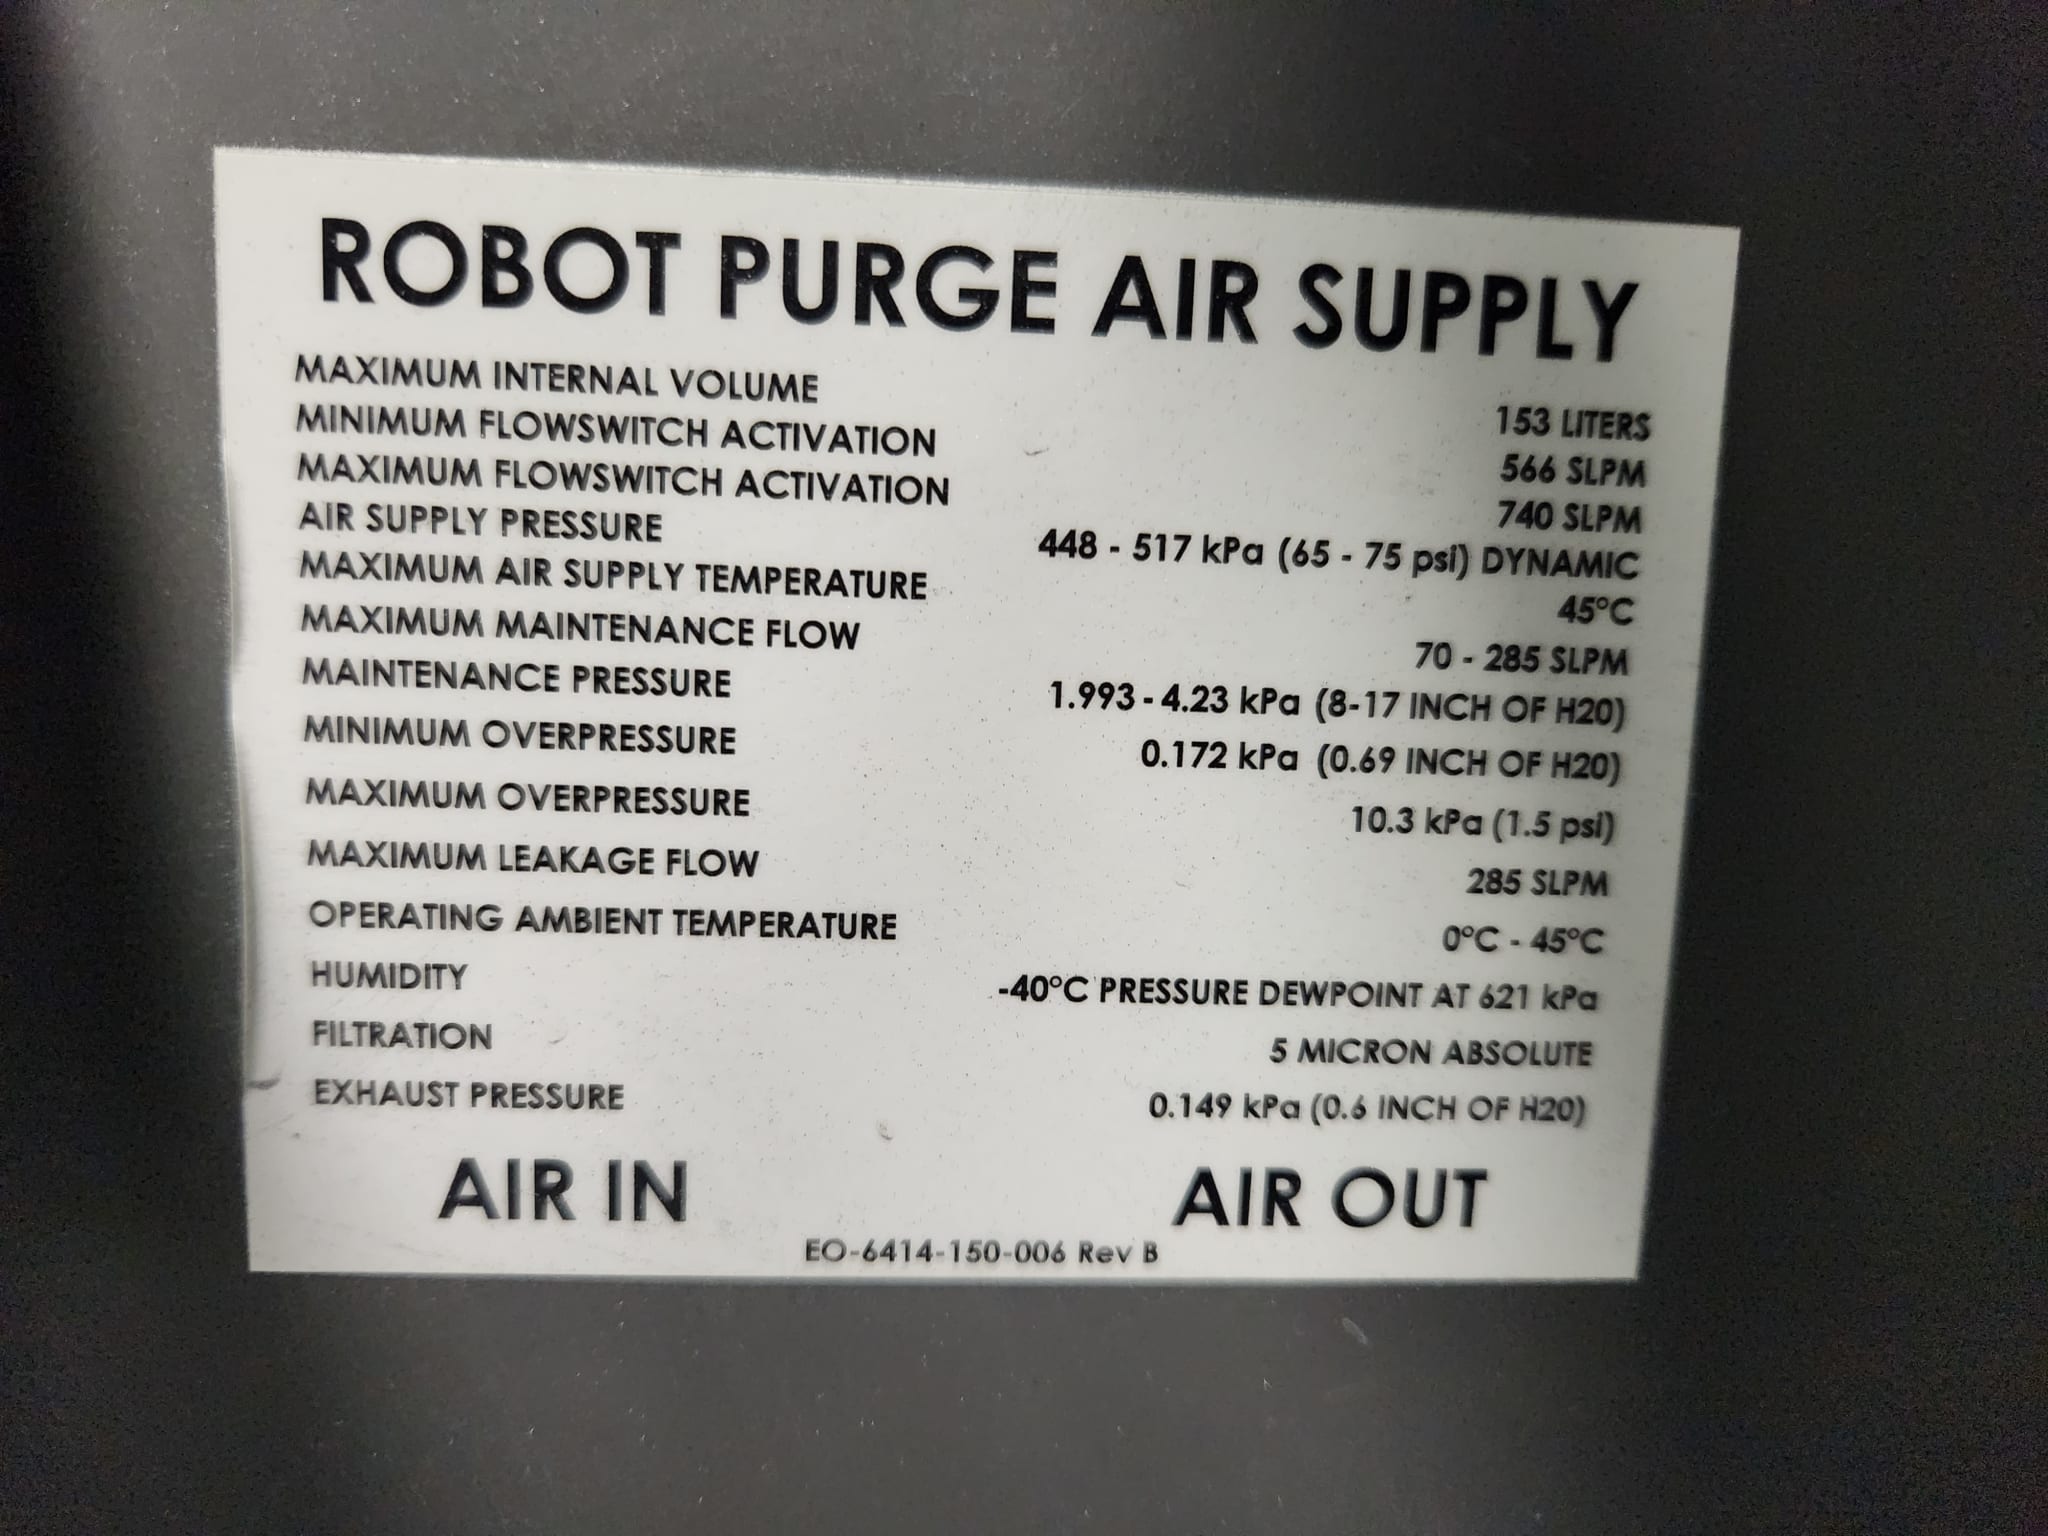 ROBOT PURGE AIR SUPPLY
MAXIMUM INTERNAL VOLUME 153 LITERS
MINIMUM FLOWSWITCH ACTIVATION 566 SLPM
MAXIMUM FLOWSWITCH ACTIVATION 740 SLPM
AIR SUPPLY PRESSURE 448 - 517 kPa (65 - 75 psi) DYNAMIC
MAXIMUM AIR SUPPLY TEMPERATURE 45°C
MAXIMUM MAINTENANCE FLOW 70 - 285 SLPM
MAINTENANCE PRESSURE 1.993 - 4.23 kPa (8-17 INCH OF H20)
MINIMUM OVERPRESSURE 0.172 kPa (0.69 INCH OF H20)
MAXIMUM OVERPRESSURE 10.3 kPa (1.5 psi)
MAXIMUM LEAKAGE FLOW 285 SLPM
OPERATING AMBIENT TEMPERATURE 0°C - 45°C
HUMIDITY -40°C PRESSURE DEWPOINT AT 621 kPa
FILTRATION 5 MICRON ABSOLUTE
EXHAUST PRESSURE 0.149 kPa (0.6 INCH OF H20)
AIR IN AIR OUT
EO-6414-150-006 Rev B